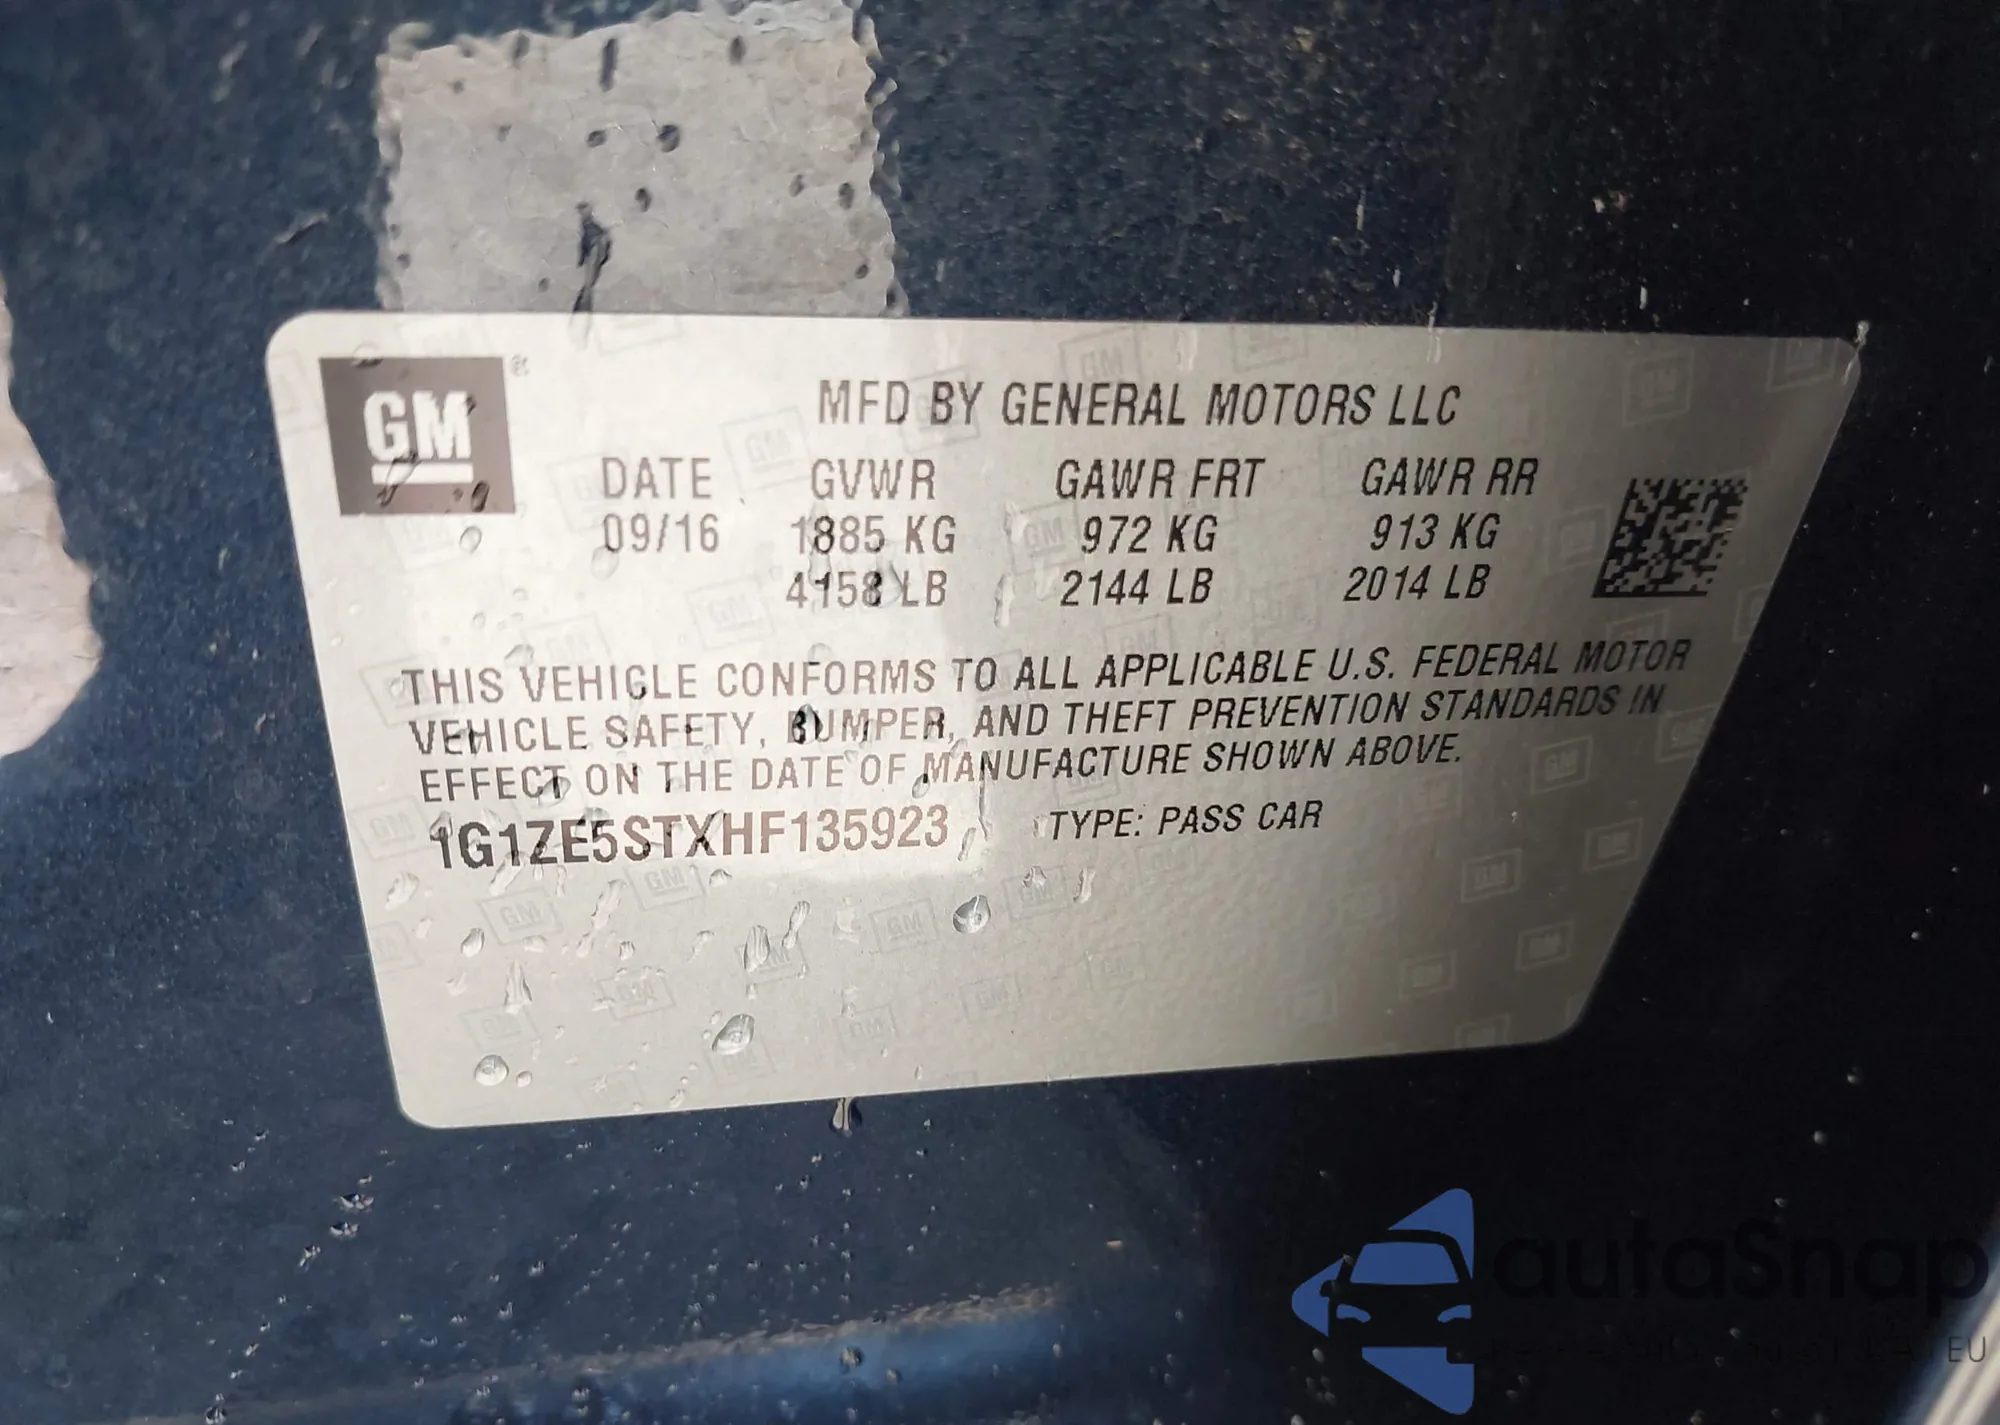 GM
MFD BY GENERAL MOTORS LLC
DATE GVWR GAWR FRT GAWR RR
09/16 1885 KG 972 KG 913 KG
4158 LB 2144 LB 2014 LB
THIS VEHICLE CONFORMS TO ALL APPLICABLE U.S. FEDERAL MOTOR
VEHICLE SAFETY, BUMPER, AND THEFT PREVENTION STANDARDS IN
EFFECT ON THE DATE OF MANUFACTURE SHOWN ABOVE.
1G1ZE5STXHF135923 TYPE: PASS CAR
autaSnap
EU